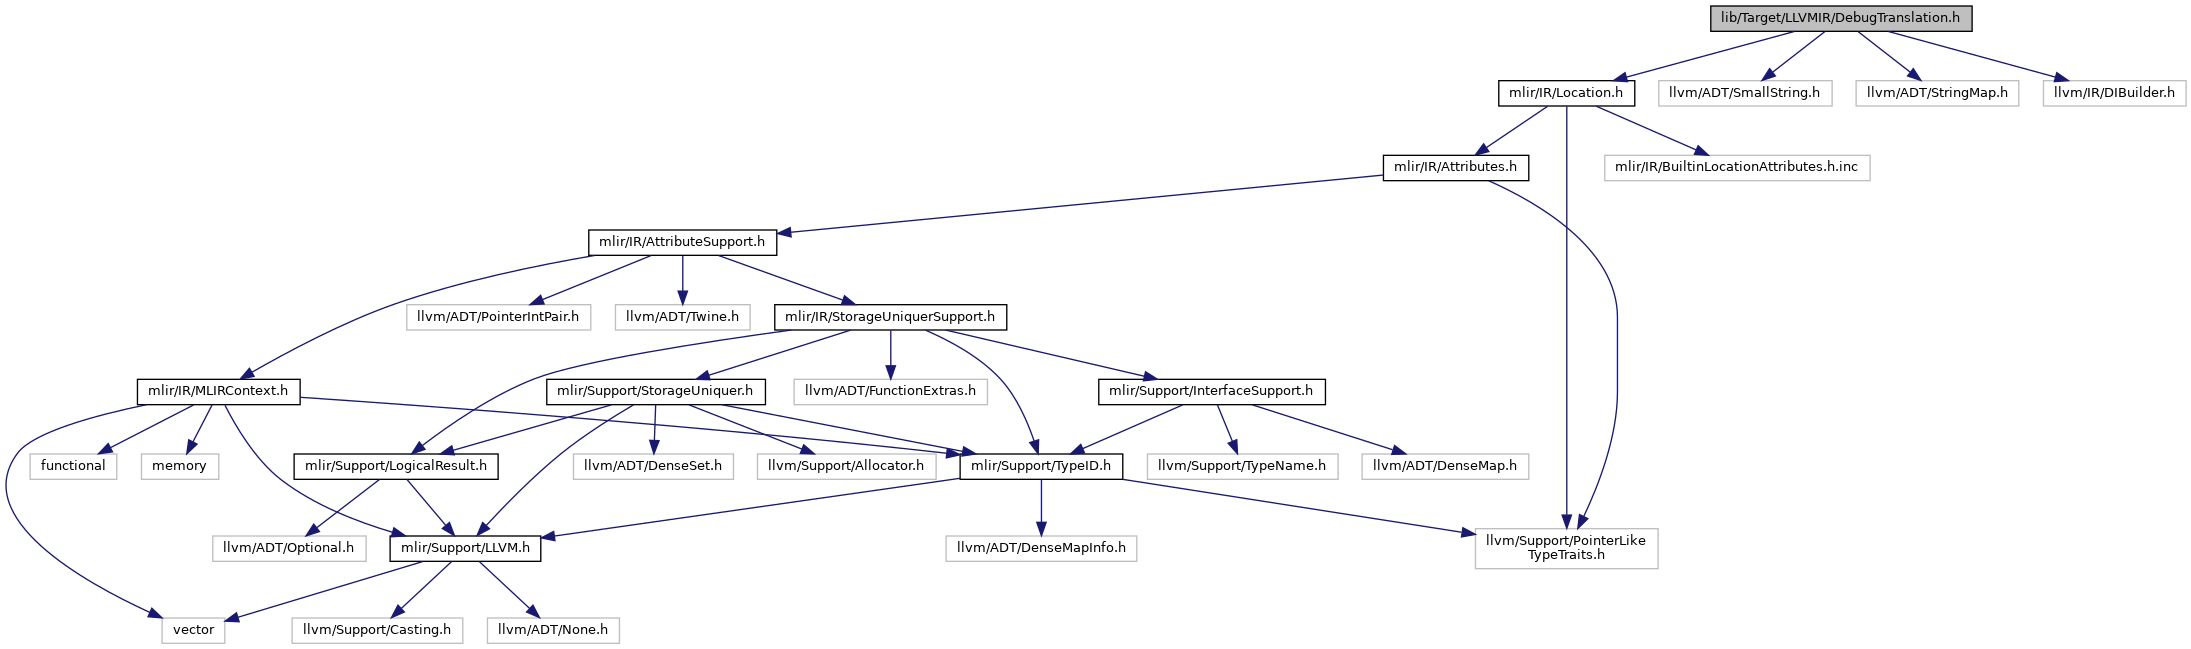 lib/Target/LLVMIR/DebugTranslation.h
mlir/IR/Location.h
llvm/ADT/SmallString.h
llvm/ADT/StringMap.h
llvm/IR/DIBuilder.h
mlir/IR/Attributes.h
mlir/IR/BuiltinLocationAttributes.h.inc
mlir/IR/AttributeSupport.h
llvm/ADT/PointerIntPair.h
llvm/ADT/Twine.h
mlir/IR/StorageUniquerSupport.h
mlir/IR/MLIRContext.h
mlir/Support/StorageUniquer.h
llvm/ADT/FunctionExtras.h
mlir/Support/InterfaceSupport.h
functional
memory
mlir/Support/LogicalResult.h
llvm/ADT/DenseSet.h
llvm/Support/Allocator.h
mlir/Support/TypeID.h
llvm/Support/TypeName.h
llvm/ADT/DenseMap.h
llvm/ADT/Optional.h
mlir/Support/LLVM.h
llvm/ADT/DenseMapInfo.h
llvm/Support/PointerLike
TypeTraits.h
vector
llvm/Support/Casting.h
llvm/ADT/None.h